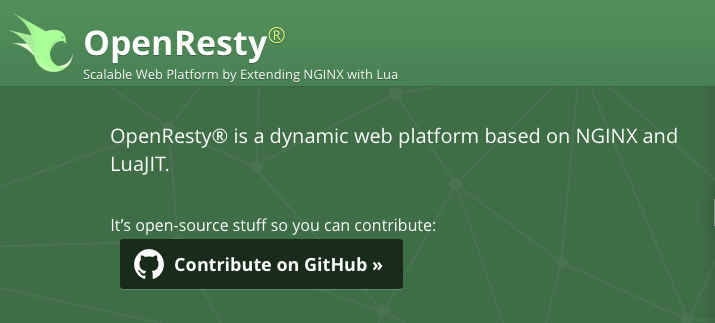 OpenResty®
Scalable Web Platform by Extending NGINX with Lua
OpenResty® is a dynamic web platform based on NGINX and
LuaJIT.
It’s open-source stuff so you can contribute:
Contribute on GitHub »